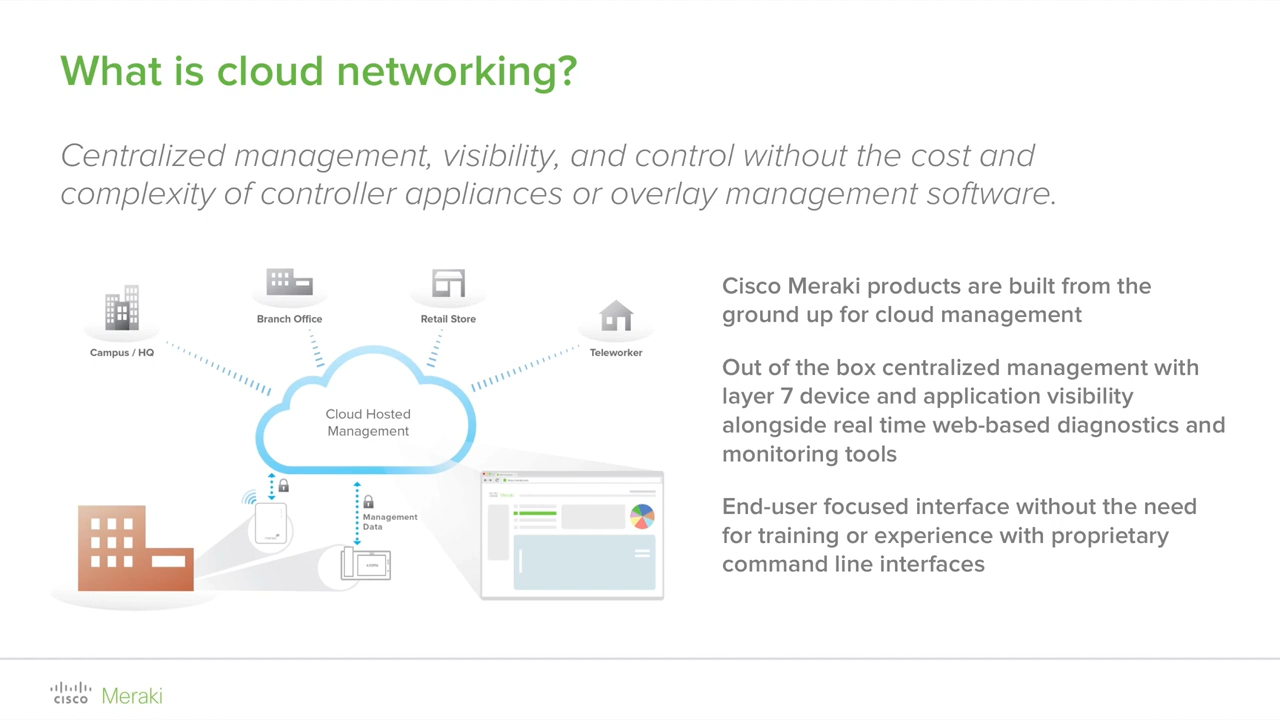 What is cloud networking?
Centralized management, visibility, and control without the cost and
complexity of controller appliances or overlay management software.
Campus / HQ
Branch Office
Retail Store
Teleworker
Cloud Hosted
Management
Management
Data
Cisco Meraki products are built from the
ground up for cloud management
Out of the box centralized management with
layer 7 device and application visibility
alongside real time web-based diagnostics and
monitoring tools
End-user focused interface without the need
for training or experience with proprietary
command line interfaces
cisco Meraki